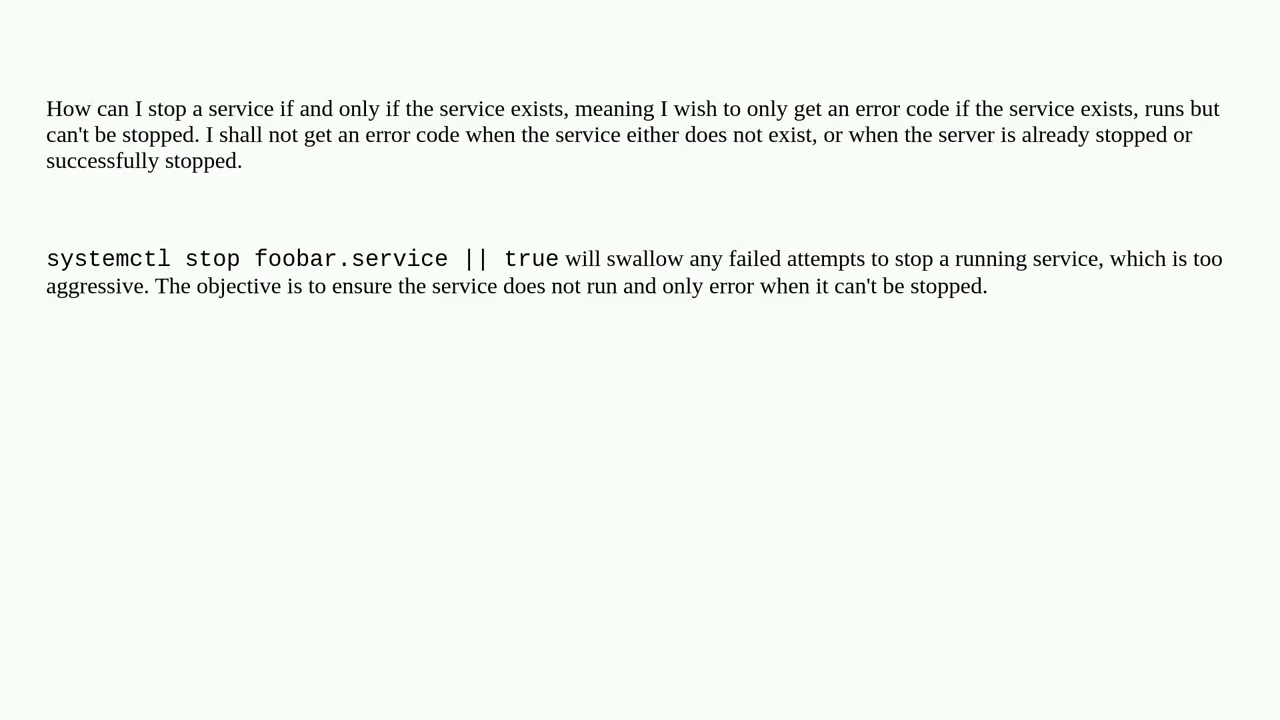 How can I stop a service if and only if the service exists, meaning I wish to only get an error code if the service exists, runs but
can't be stopped. I shall not get an error code when the service either does not exist, or when the server is already stopped or
successfully stopped.
systemctl stop foobar.service || true will swallow any failed attempts to stop a running service, which is too
aggressive. The objective is to ensure the service does not run and only error when it can't be stopped.